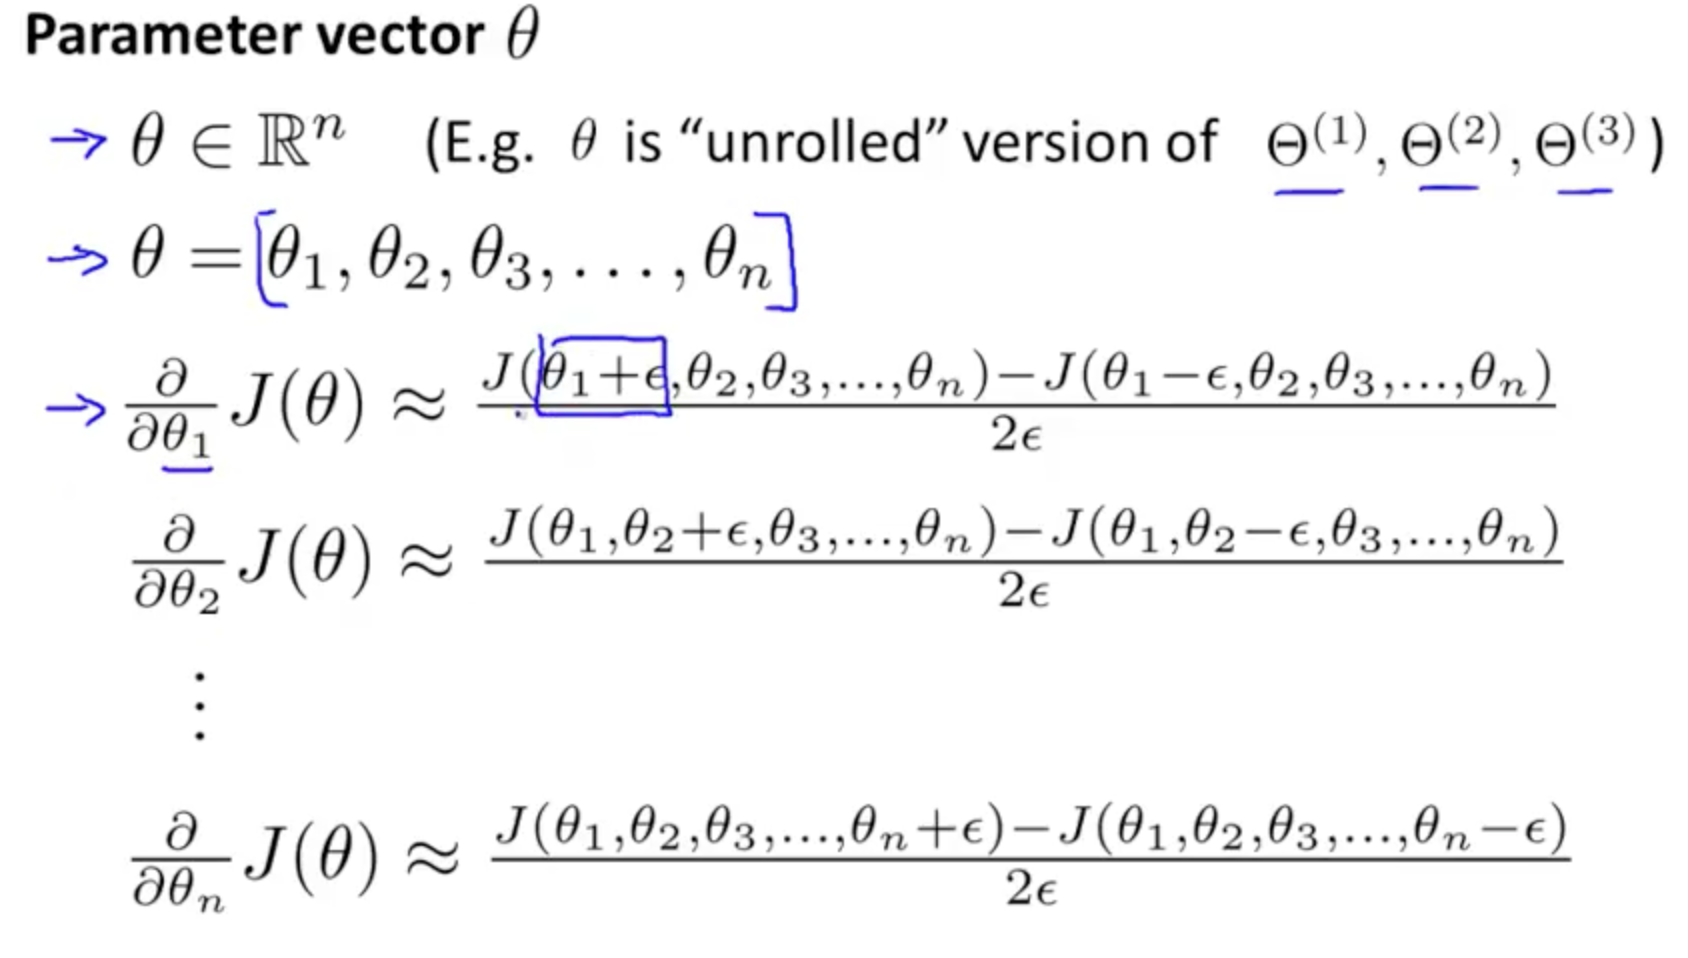 Parameter vector θ
→ θ ∈ ℝⁿ (E.g. θ is “unrolled” version of Θ⁽¹⁾, Θ⁽²⁾, Θ⁽³⁾)
→ θ = [θ₁, θ₂, θ₃, . . . , θₙ]
→ ∂/∂θ₁ J(θ) ≈ (J(θ₁+ϵ,θ₂,θ₃,...,θₙ)−J(θ₁−ϵ,θ₂,θ₃,...,θₙ))/2ϵ
∂/∂θ₂ J(θ) ≈ (J(θ₁,θ₂+ϵ,θ₃,...,θₙ)−J(θ₁,θ₂−ϵ,θ₃,...,θₙ))/2ϵ
⋮
∂/∂θₙ J(θ) ≈ (J(θ₁,θ₂,θ₃,...,θₙ+ϵ)−J(θ₁,θ₂,θ₃,...,θₙ−ϵ))/2ϵ